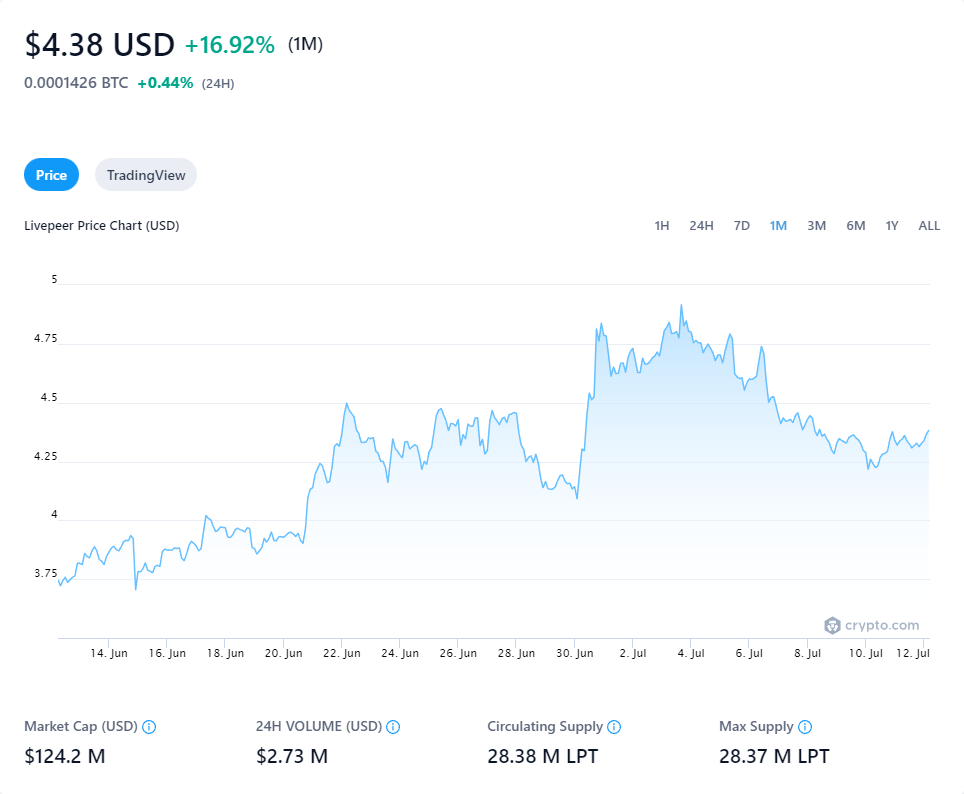 $4.38 USD +16.92% (1M)
0.0001426 BTC +0.44% (24H)
Price TradingView
Livepeer Price Chart (USD) 1H 24H 7D 1M 3M 6M 1Y ALL
5
4.75
4.5
4.25
4
3.75
crypto.com
14. Jun 16. Jun 18. Jun 20. Jun 22. Jun 24. Jun 26. Jun 28. Jun 30. Jun 2. Jul 4. Jul 6. Jul 8. Jul 10. Jul 12. Jul
Market Cap (USD) 24H VOLUME (USD) Circulating Supply Max Supply
$124.2 M $2.73 M 28.38 M LPT 28.37 M LPT